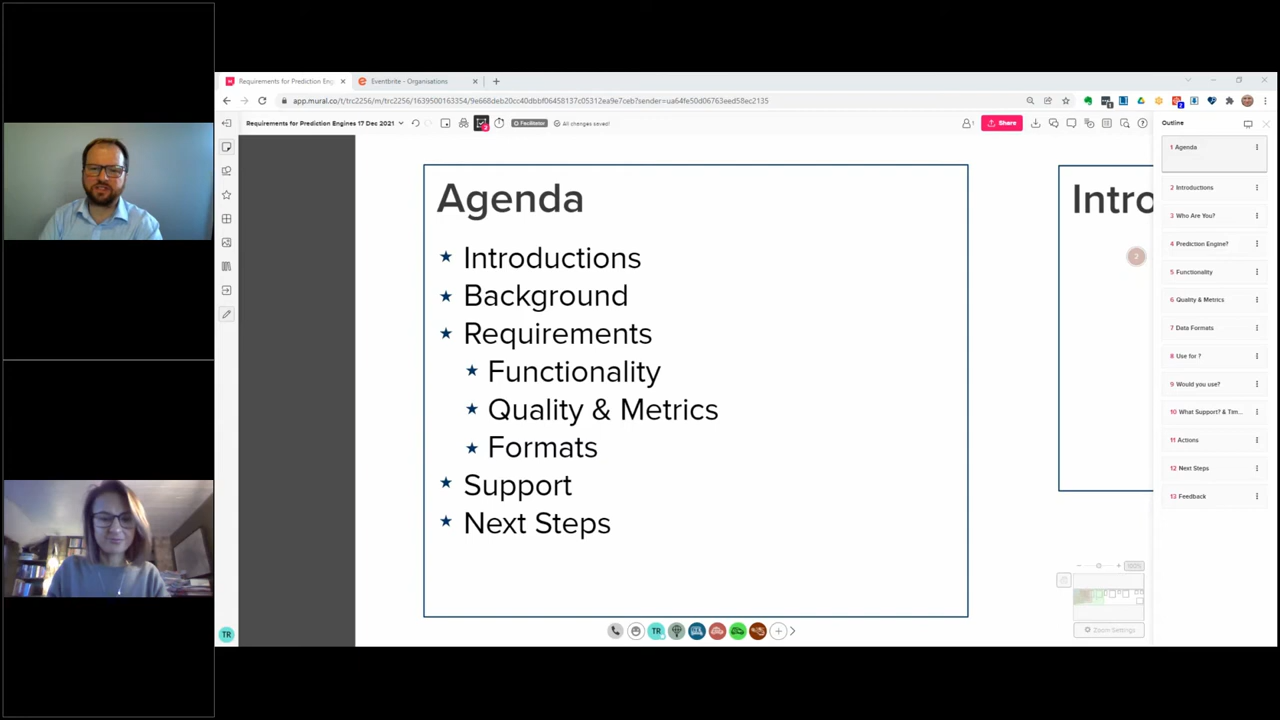 Requirements for Prediction Eng
Eventbrite - Organisations
app.mural.co/t/trc2256/m/trc2256/1639500163354/9e668deb20cc40dbbf06458137c05312ea9e7ceb?sender=ua64fe50d06763eed58ec2135
Requirements for Prediction Engines 17 Dec 2021
Facilitator
All changes saved!
Share
Outline
Agenda
Introductions
Background
Requirements
Functionality
Quality & Metrics
Formats
Support
Next Steps
Intro
1 Agenda
2 Introductions
3 Who Are You?
4 Prediction Engine?
5 Functionality
6 Quality & Metrics
7 Data Formats
8 Use for ?
9 Would you use?
10 What Support? & Tim...
11 Actions
12 Next Steps
13 Feedback
Zoom Settings
TR
TR